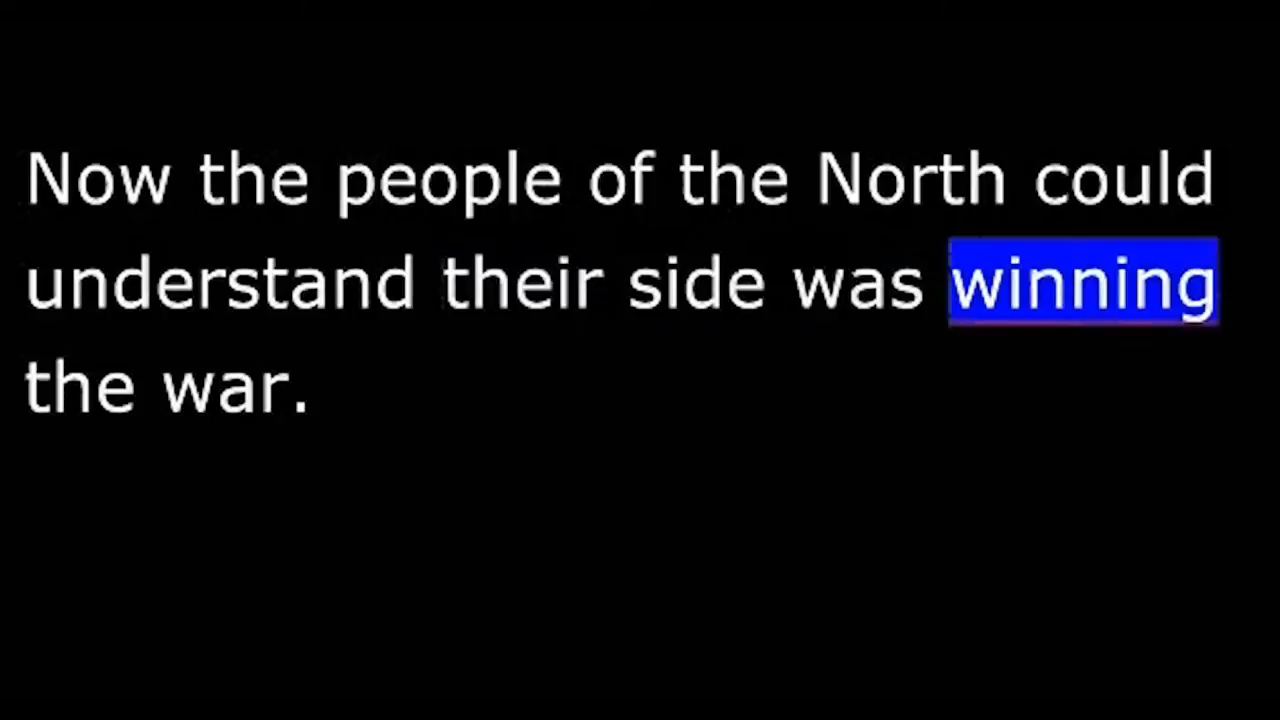 Now the people of the North could
understand their side was winning
the war.